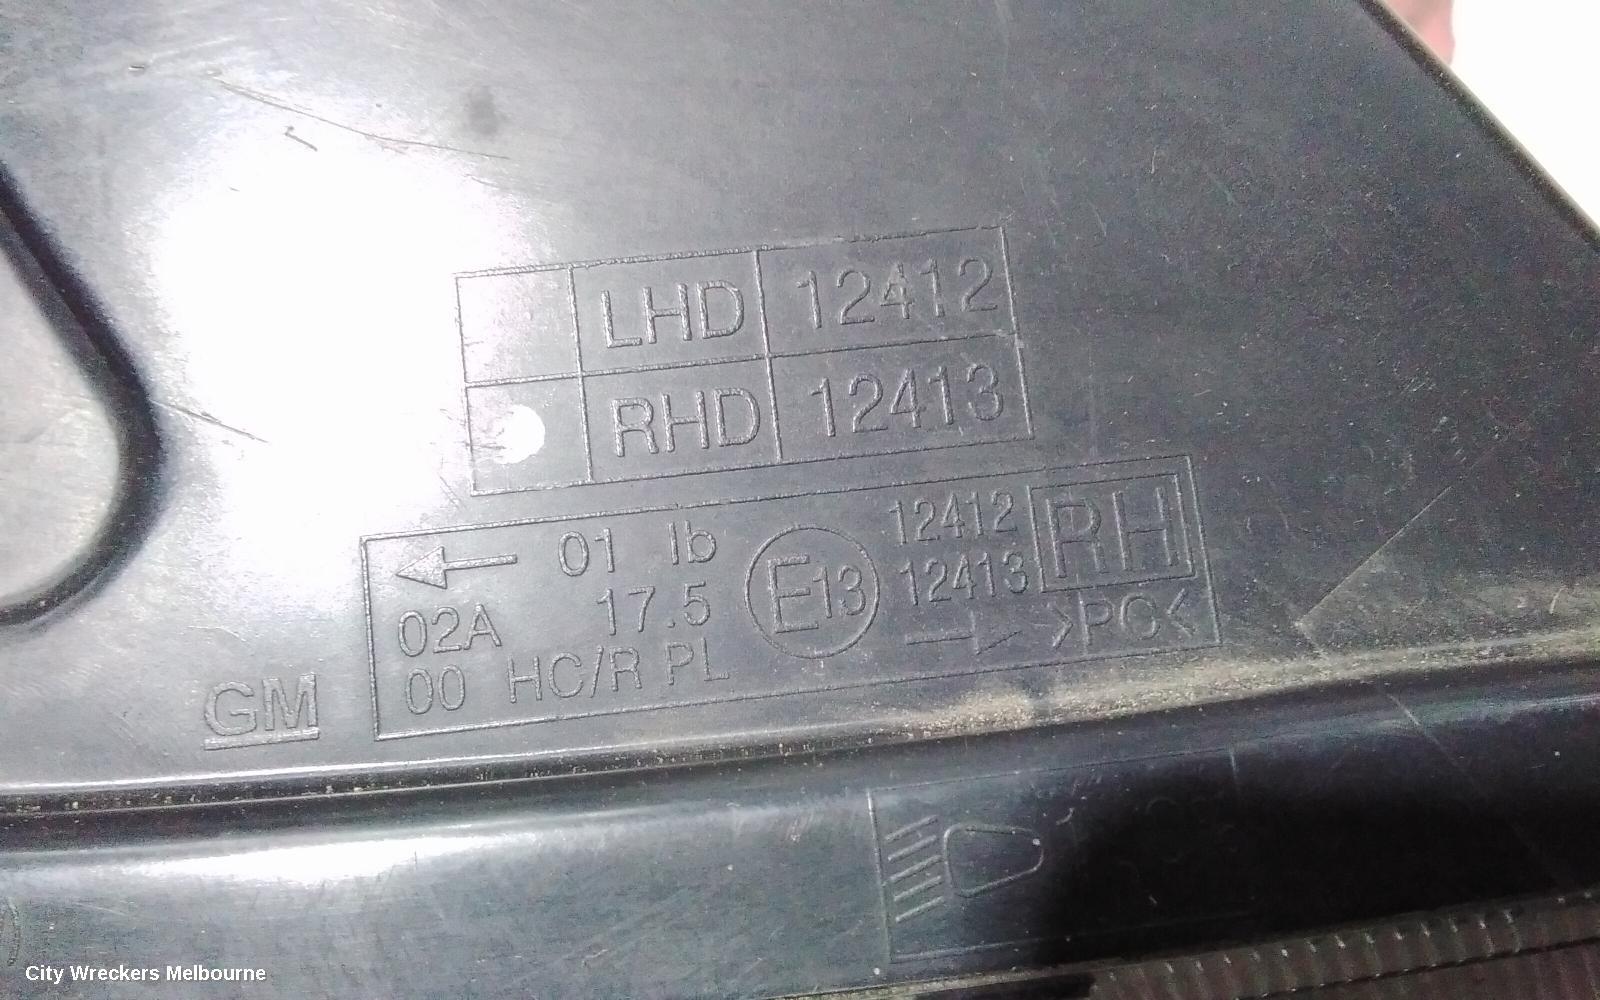 LHD 12412
RHD 12413
01 Ib 12412 RH
02A 17.5 E13 12413
00 HC/R PL >PC<
GM
City Wreckers Melbourne